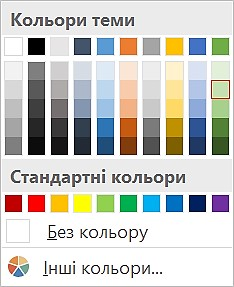 Кольори теми
Стандартні кольори
Без кольору
Інші кольори...